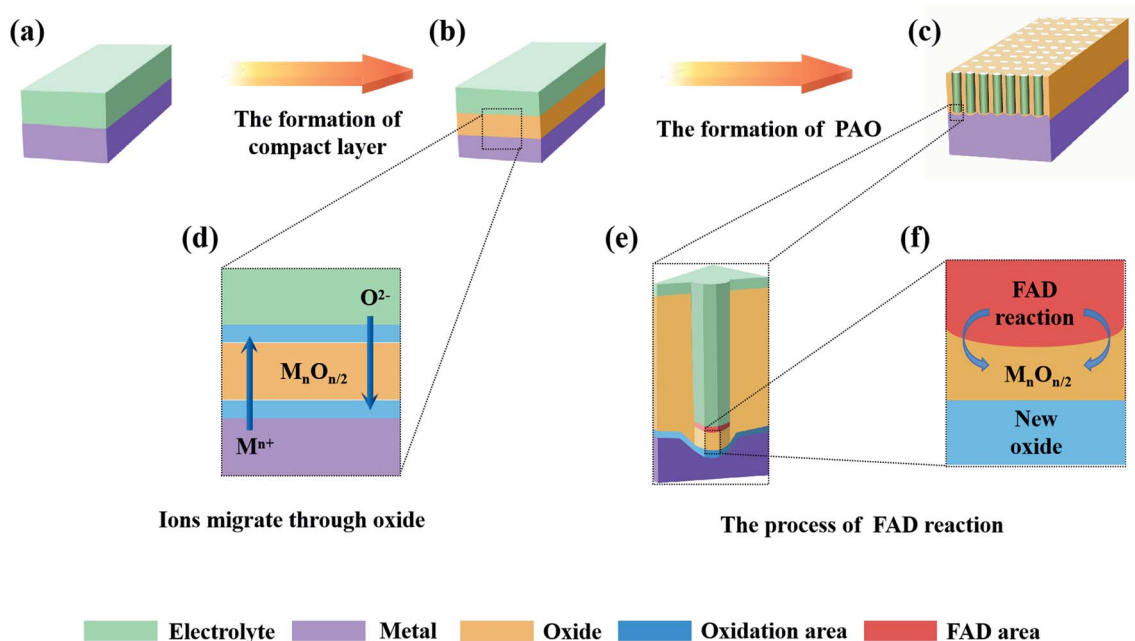 (a)
(b)
(c)
The formation of
compact layer
The formation of PAO
(d)
(e)
(f)
O²⁻
MₙOₙ/₂
Mⁿ⁺
FAD
reaction
MₙOₙ/₂
New
oxide
Ions migrate through oxide
The process of FAD reaction
Electrolyte
Metal
Oxide
Oxidation area
FAD area